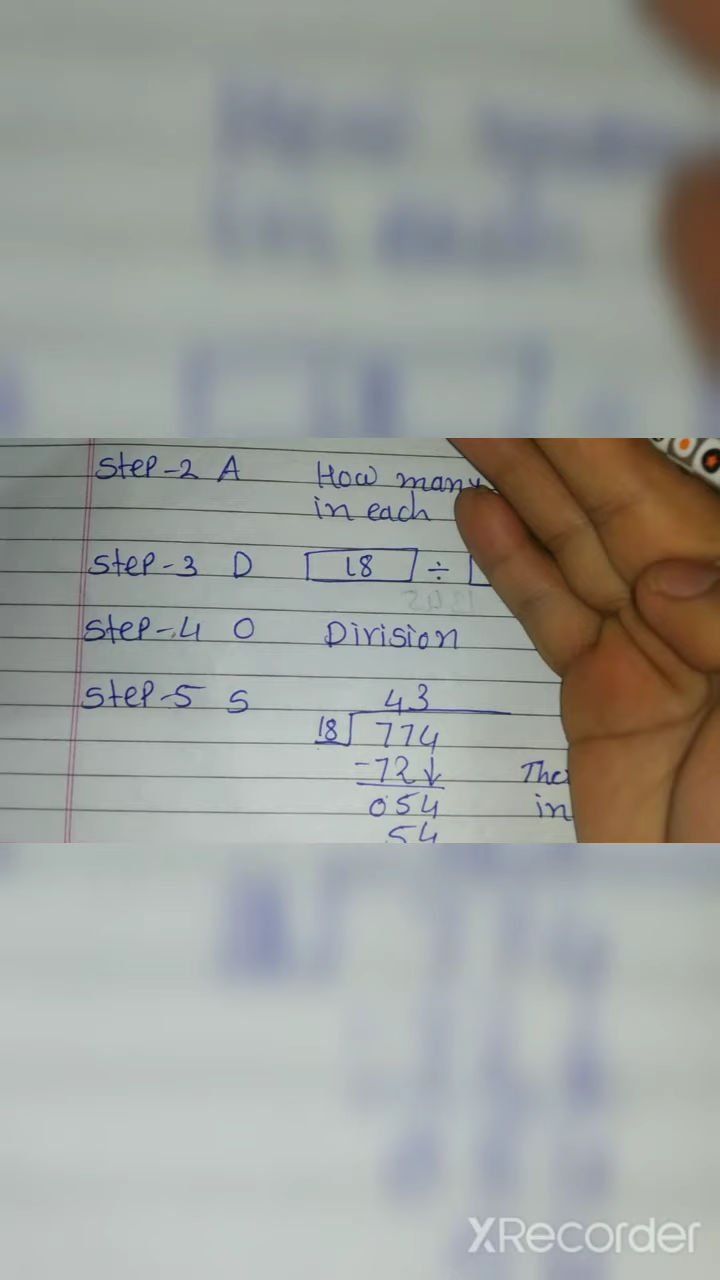 Step-2 A How many
in each
Step-3 D 18 ÷
Step-4 O Division
Step-5 S 43
18 774
-72↓
054 in
54
XRecorder